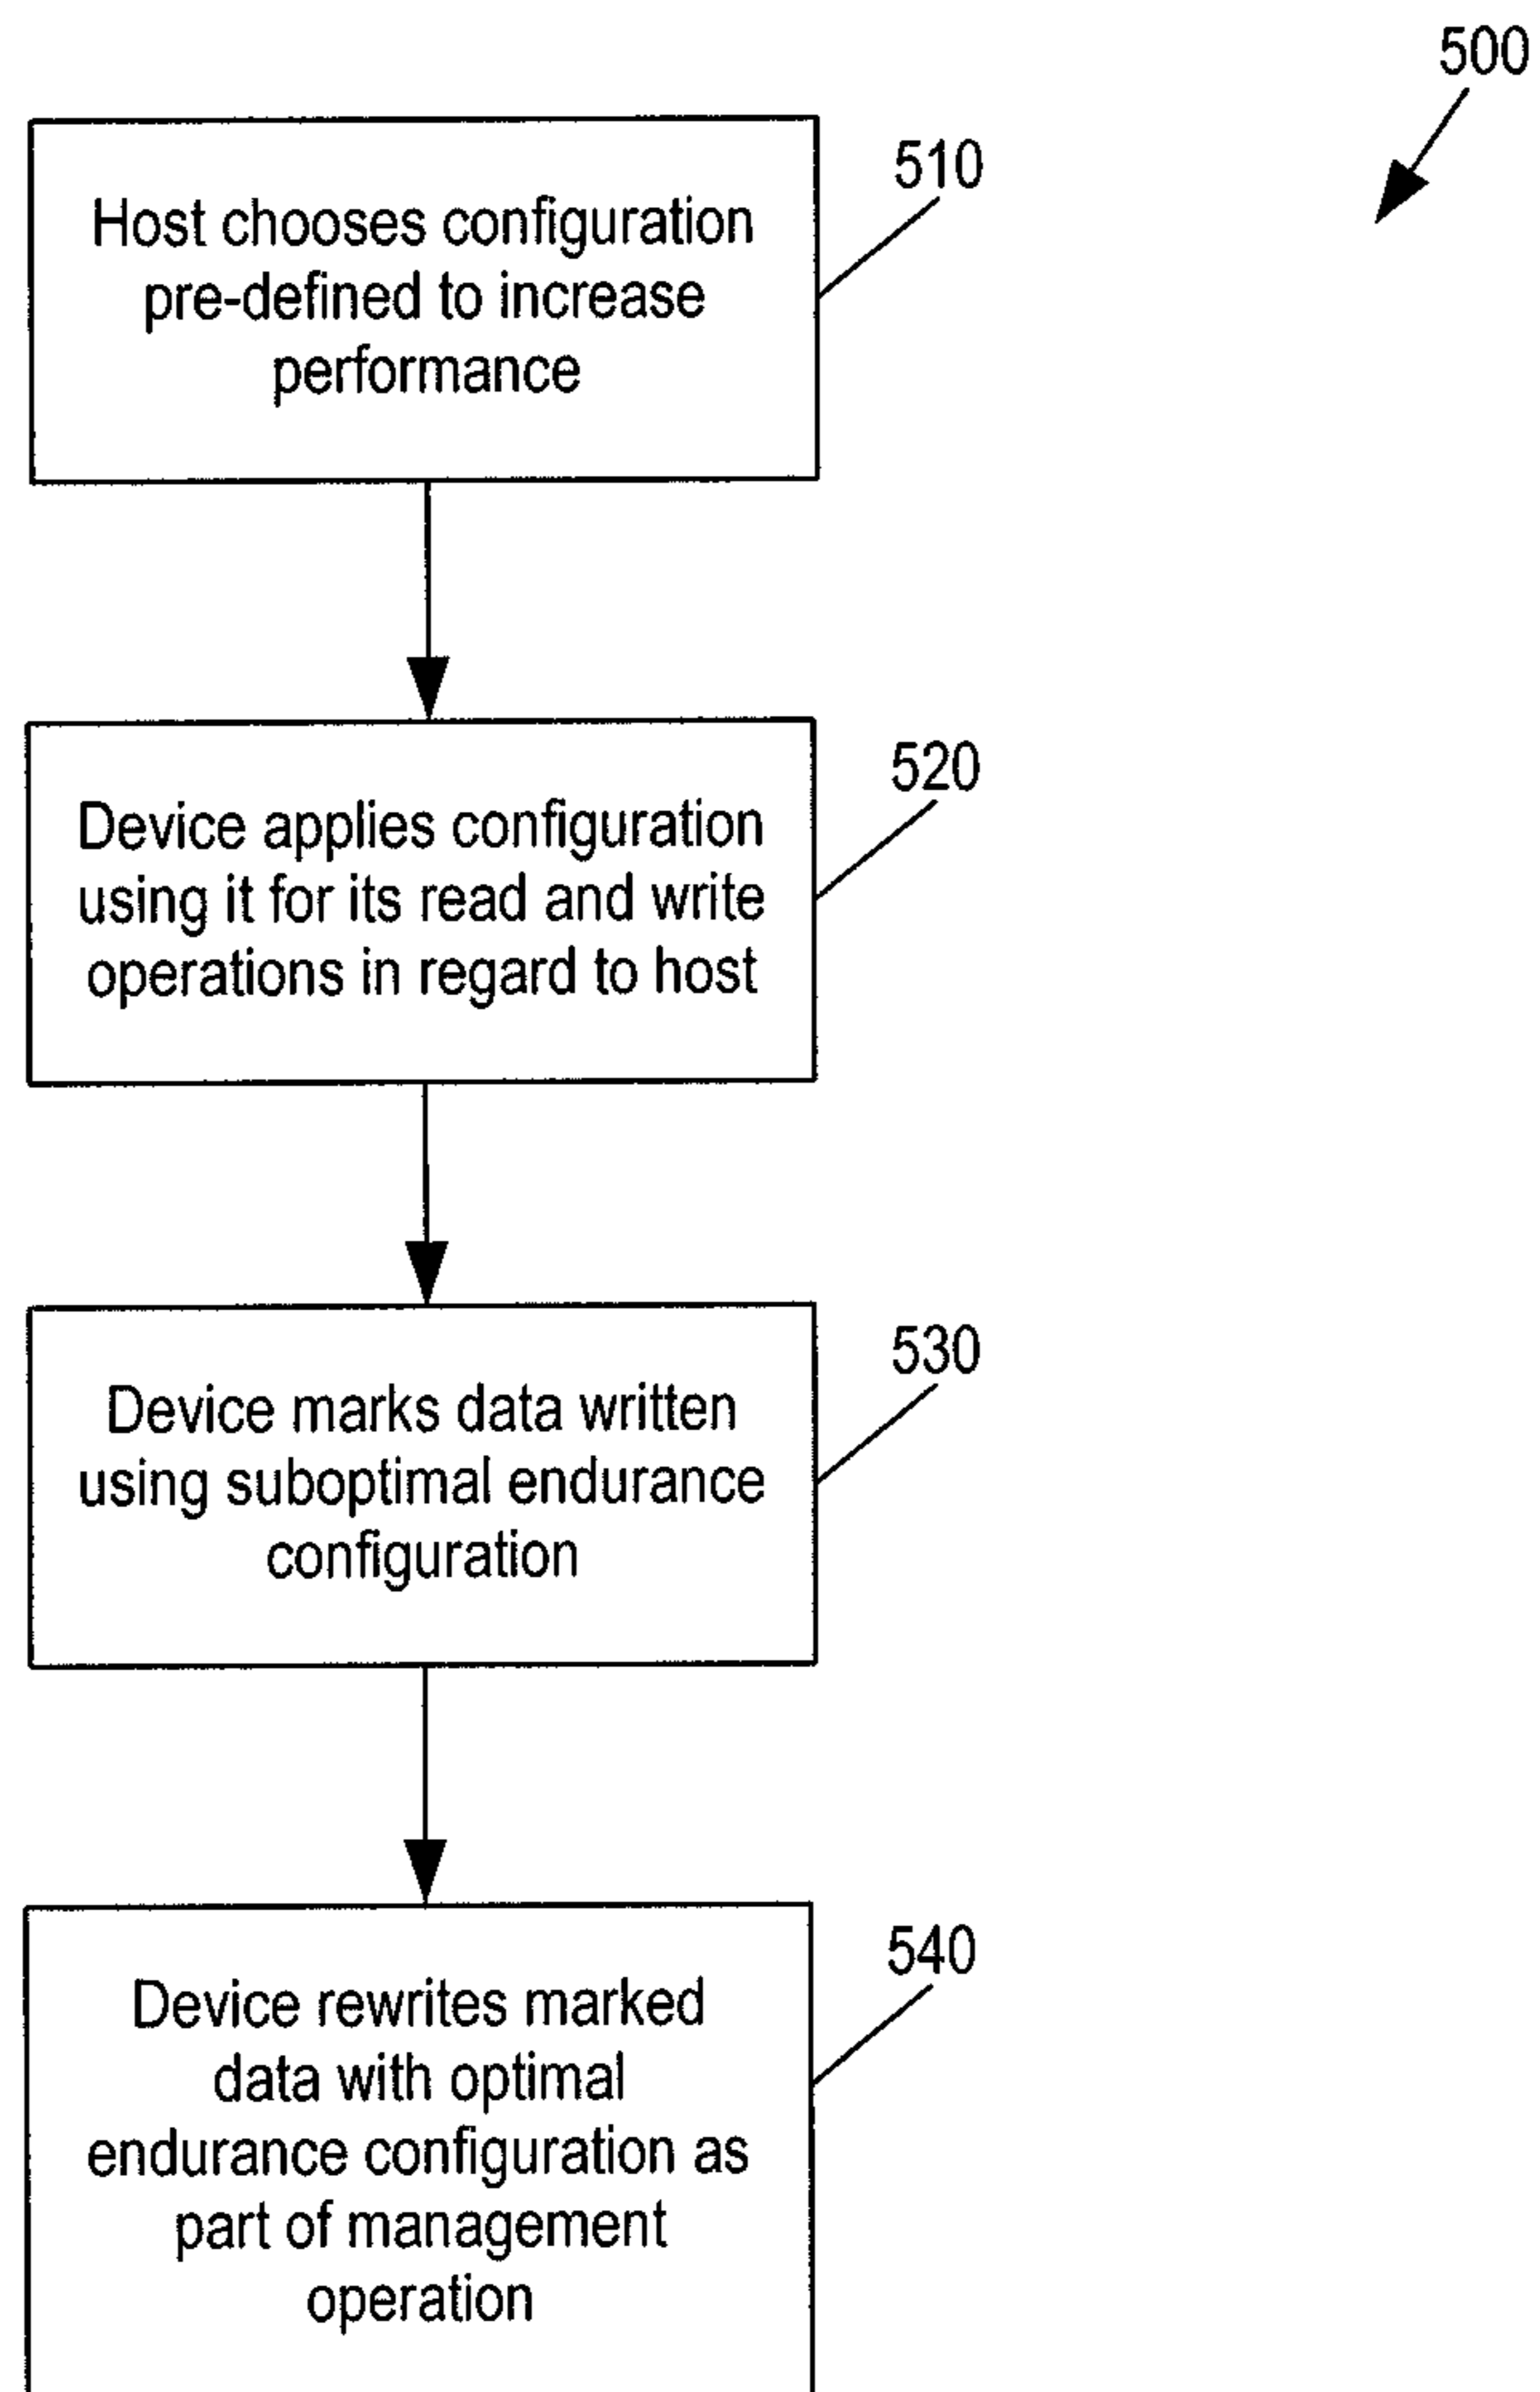 500
510
Host chooses configuration
pre-defined to increase
performance
520
Device applies configuration
using it for its read and write
operations in regard to host
530
Device marks data written
using suboptimal endurance
configuration
540
Device rewrites marked
data with optimal
endurance configuration as
part of management
operation